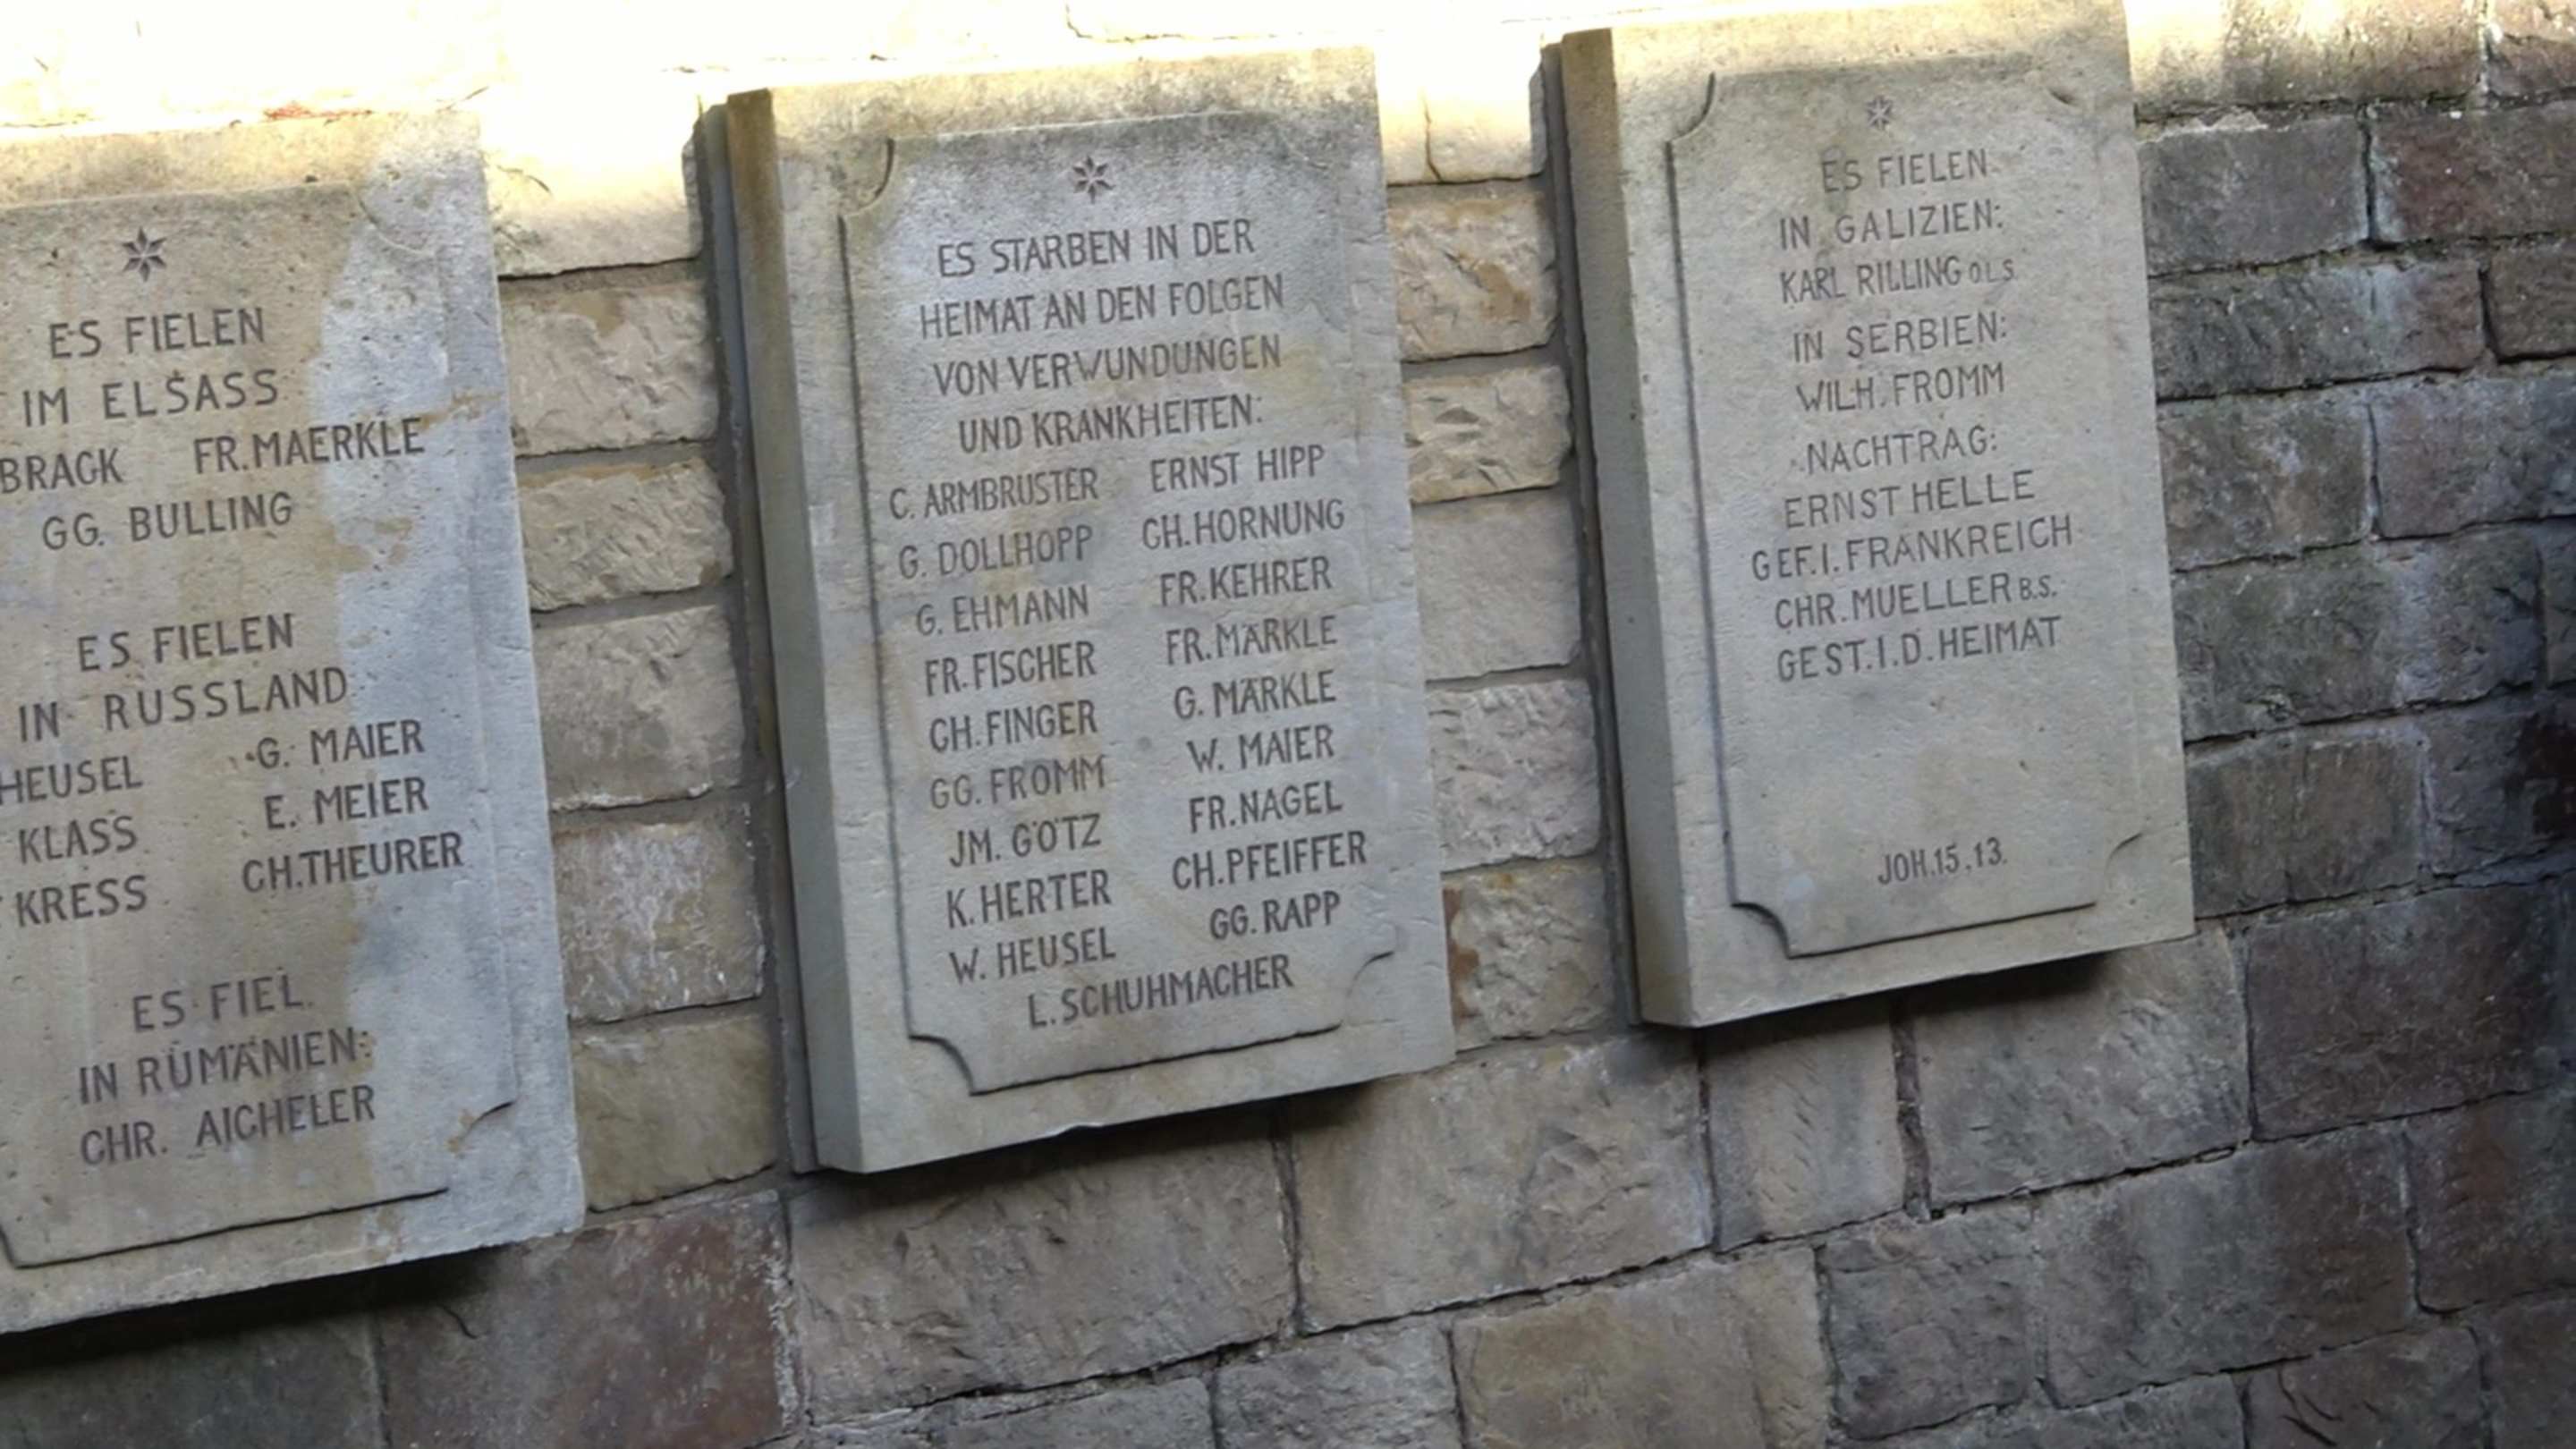 ES FIELEN
IM ELSASS
BRACK FR. MAERKLE
GG. BULLING
ES FIELEN
IN RUSSLAND
HEUSEL G. MAIER
KLASS E. MEIER
KRESS CH. THEURER
ES FIEL
IN RUMÄNIEN:
CHR. AICHELER
ES STARBEN IN DER
HEIMAT AN DEN FOLGEN
VON VERWUNDUNGEN
UND KRANKHEITEN:
C. ARMBRUSTER ERNST HIPP
G. DOLLHOPP CH. HORNUNG
G. EHMANN FR. KEHRER
FR. FISCHER FR. MÄRKLE
CH. FINGER G. MÄRKLE
GG. FROMM W. MAIER
JM. GÖTZ FR. NAGEL
K. HERTER CH. PFEIFFER
W. HEUSEL GG. RAPP
L. SCHUHMACHER
ES FIELEN
IN GALIZIEN:
KARL RILLING O L S
IN SERBIEN:
WILH. FROMM
NACHTRAG:
ERNST HELLE
GEF. I. FRANKREICH
CHR. MUELLER B.S.
GEST. I. D. HEIMAT
JOH. 15, 13.